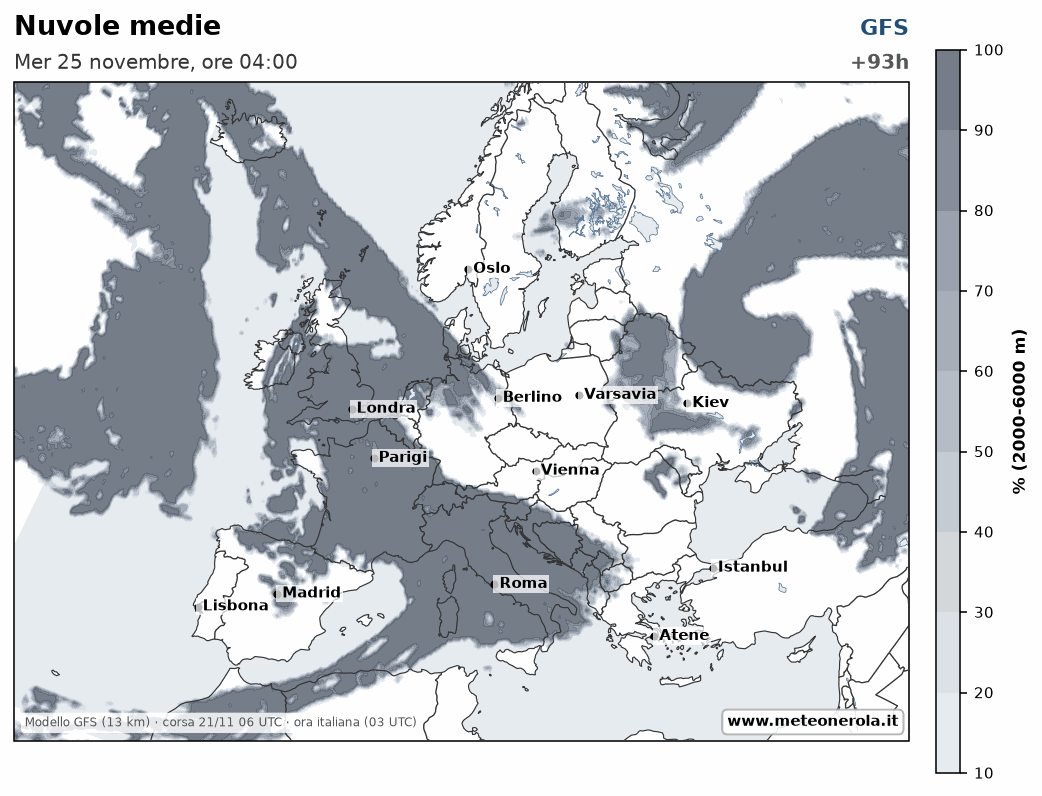 Nuvole medie
GFS
Mer 25 novembre, ore 04:00
+93h
Oslo
Berlino
Varsavia
Kiev
Londra
Parigi
Vienna
Istanbul
Roma
Madrid
Lisbona
Atene
Modello GFS (13 km) · corsa 21/11 06 UTC · ora italiana (03 UTC)
www.meteonerola.it
100
90
80
70
60
50
40
30
20
10
% (2000-6000 m)